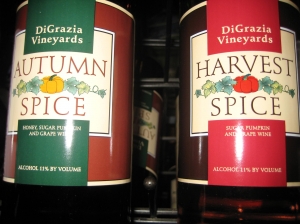 DiGrazia
Vineyards
AUTUMN
SPICE
HONEY, SUGAR PUMPKIN
AND GRAPE WINE
ALCOHOL 11% BY VOLUME
DiGrazia
Vineyards
HARVEST
SPICE
SUGAR PUMPKIN
AND GRAPE WINE
ALCOHOL 11% BY VOLUME